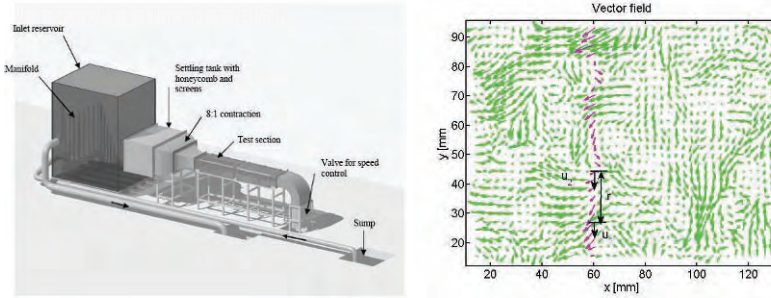 Inlet reservoir
Manifold
Settling tank with
honeycomb and
screens
8:1 contraction
Test section
Valve for speed
control
Sump
Vector field
y [mm
90
80
70
60
50
40
30
20
u2
r
u
20
40
60
80
100
120
x [mm]